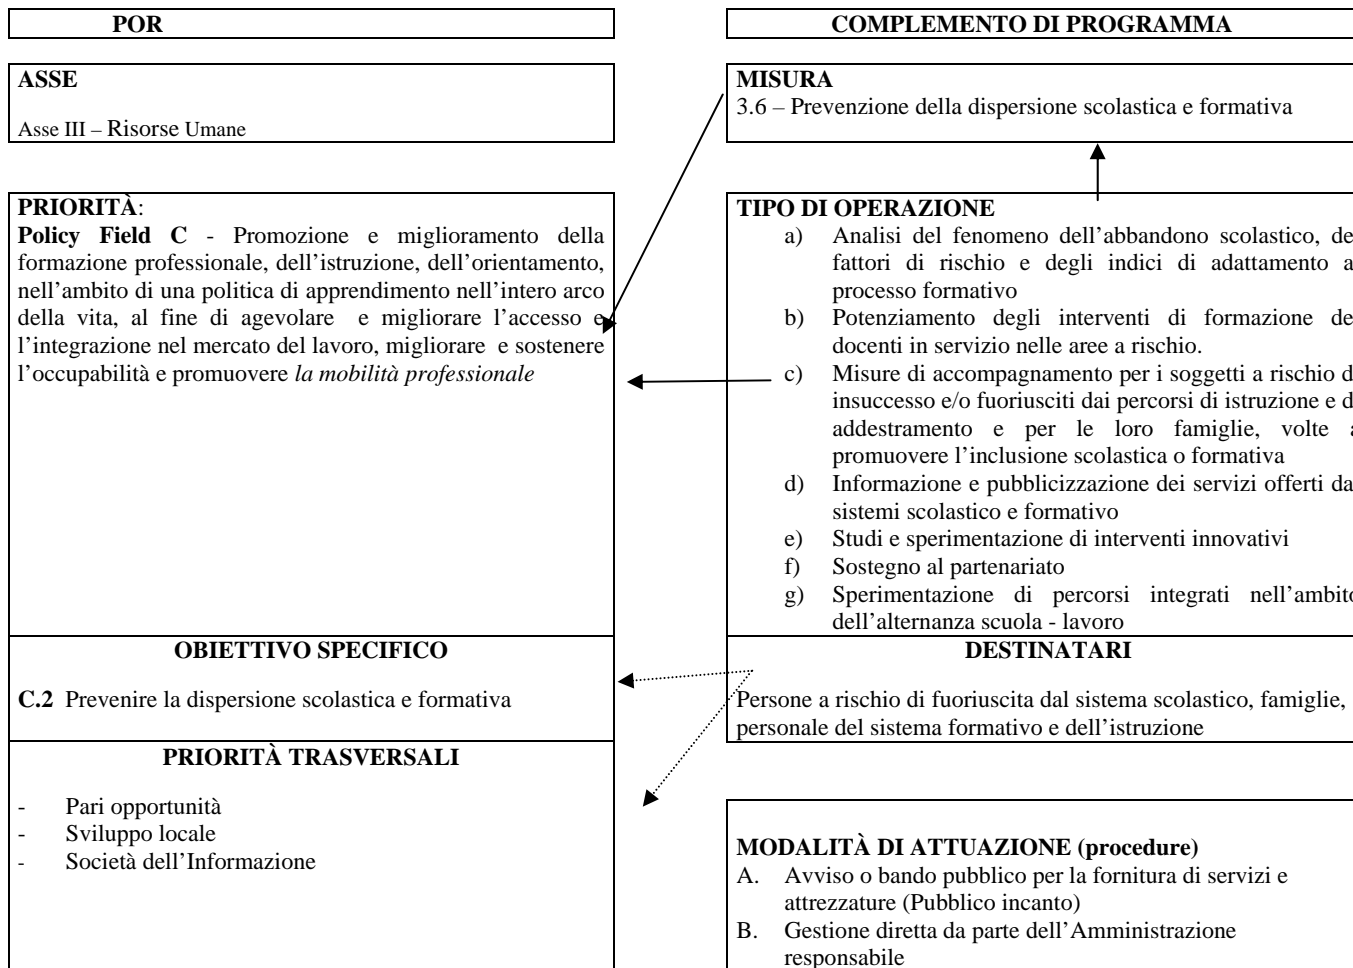 POR
ASSE
Asse III – Risorse Umane
PRIORITÀ:
Policy Field C - Promozione e miglioramento della
formazione professionale, dell’istruzione, dell’orientamento,
nell’ambito di una politica di apprendimento nell’intero arco
della vita, al fine di agevolare e migliorare l’accesso e
l’integrazione nel mercato del lavoro, migliorare e sostenere
l’occupabilità e promuovere la mobilità professionale
OBIETTIVO SPECIFICO
C.2 Prevenire la dispersione scolastica e formativa
PRIORITÀ TRASVERSALI
- Pari opportunità
- Sviluppo locale
- Società dell’Informazione
COMPLEMENTO DI PROGRAMMA
MISURA
3.6 – Prevenzione della dispersione scolastica e formativa
TIPO DI OPERAZIONE
a) Analisi del fenomeno dell’abbandono scolastico, de
fattori di rischio e degli indici di adattamento a
processo formativo
b) Potenziamento degli interventi di formazione de
docenti in servizio nelle aree a rischio.
c) Misure di accompagnamento per i soggetti a rischio d
insuccesso e/o fuoriusciti dai percorsi di istruzione e d
addestramento e per le loro famiglie, volte a
promuovere l’inclusione scolastica o formativa
d) Informazione e pubblicizzazione dei servizi offerti da
sistemi scolastico e formativo
e) Studi e sperimentazione di interventi innovativi
f) Sostegno al partenariato
g) Sperimentazione di percorsi integrati nell’ambito
dell’alternanza scuola - lavoro
DESTINATARI
Persone a rischio di fuoriuscita dal sistema scolastico, famiglie,
personale del sistema formativo e dell’istruzione
MODALITÀ DI ATTUAZIONE (procedure)
A. Avviso o bando pubblico per la fornitura di servizi e
attrezzature (Pubblico incanto)
B. Gestione diretta da parte dell’Amministrazione
responsabile